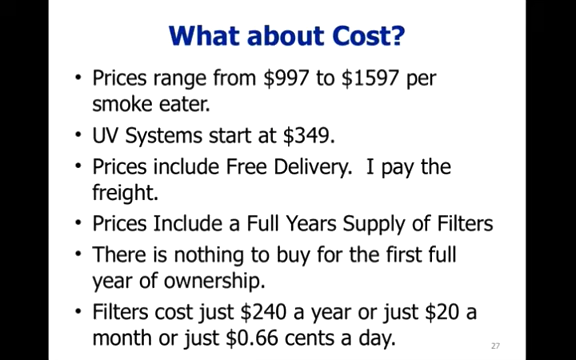 What about Cost?
• Prices range from $997 to $1597 per
smoke eater.
• UV Systems start at $349.
• Prices include Free Delivery.  I pay the
freight.
• Prices Include a Full Years Supply of Filters
• There is nothing to buy for the first full
year of ownership.
• Filters cost just $240 a year or just $20 a
month or just $0.66 cents a day.
27